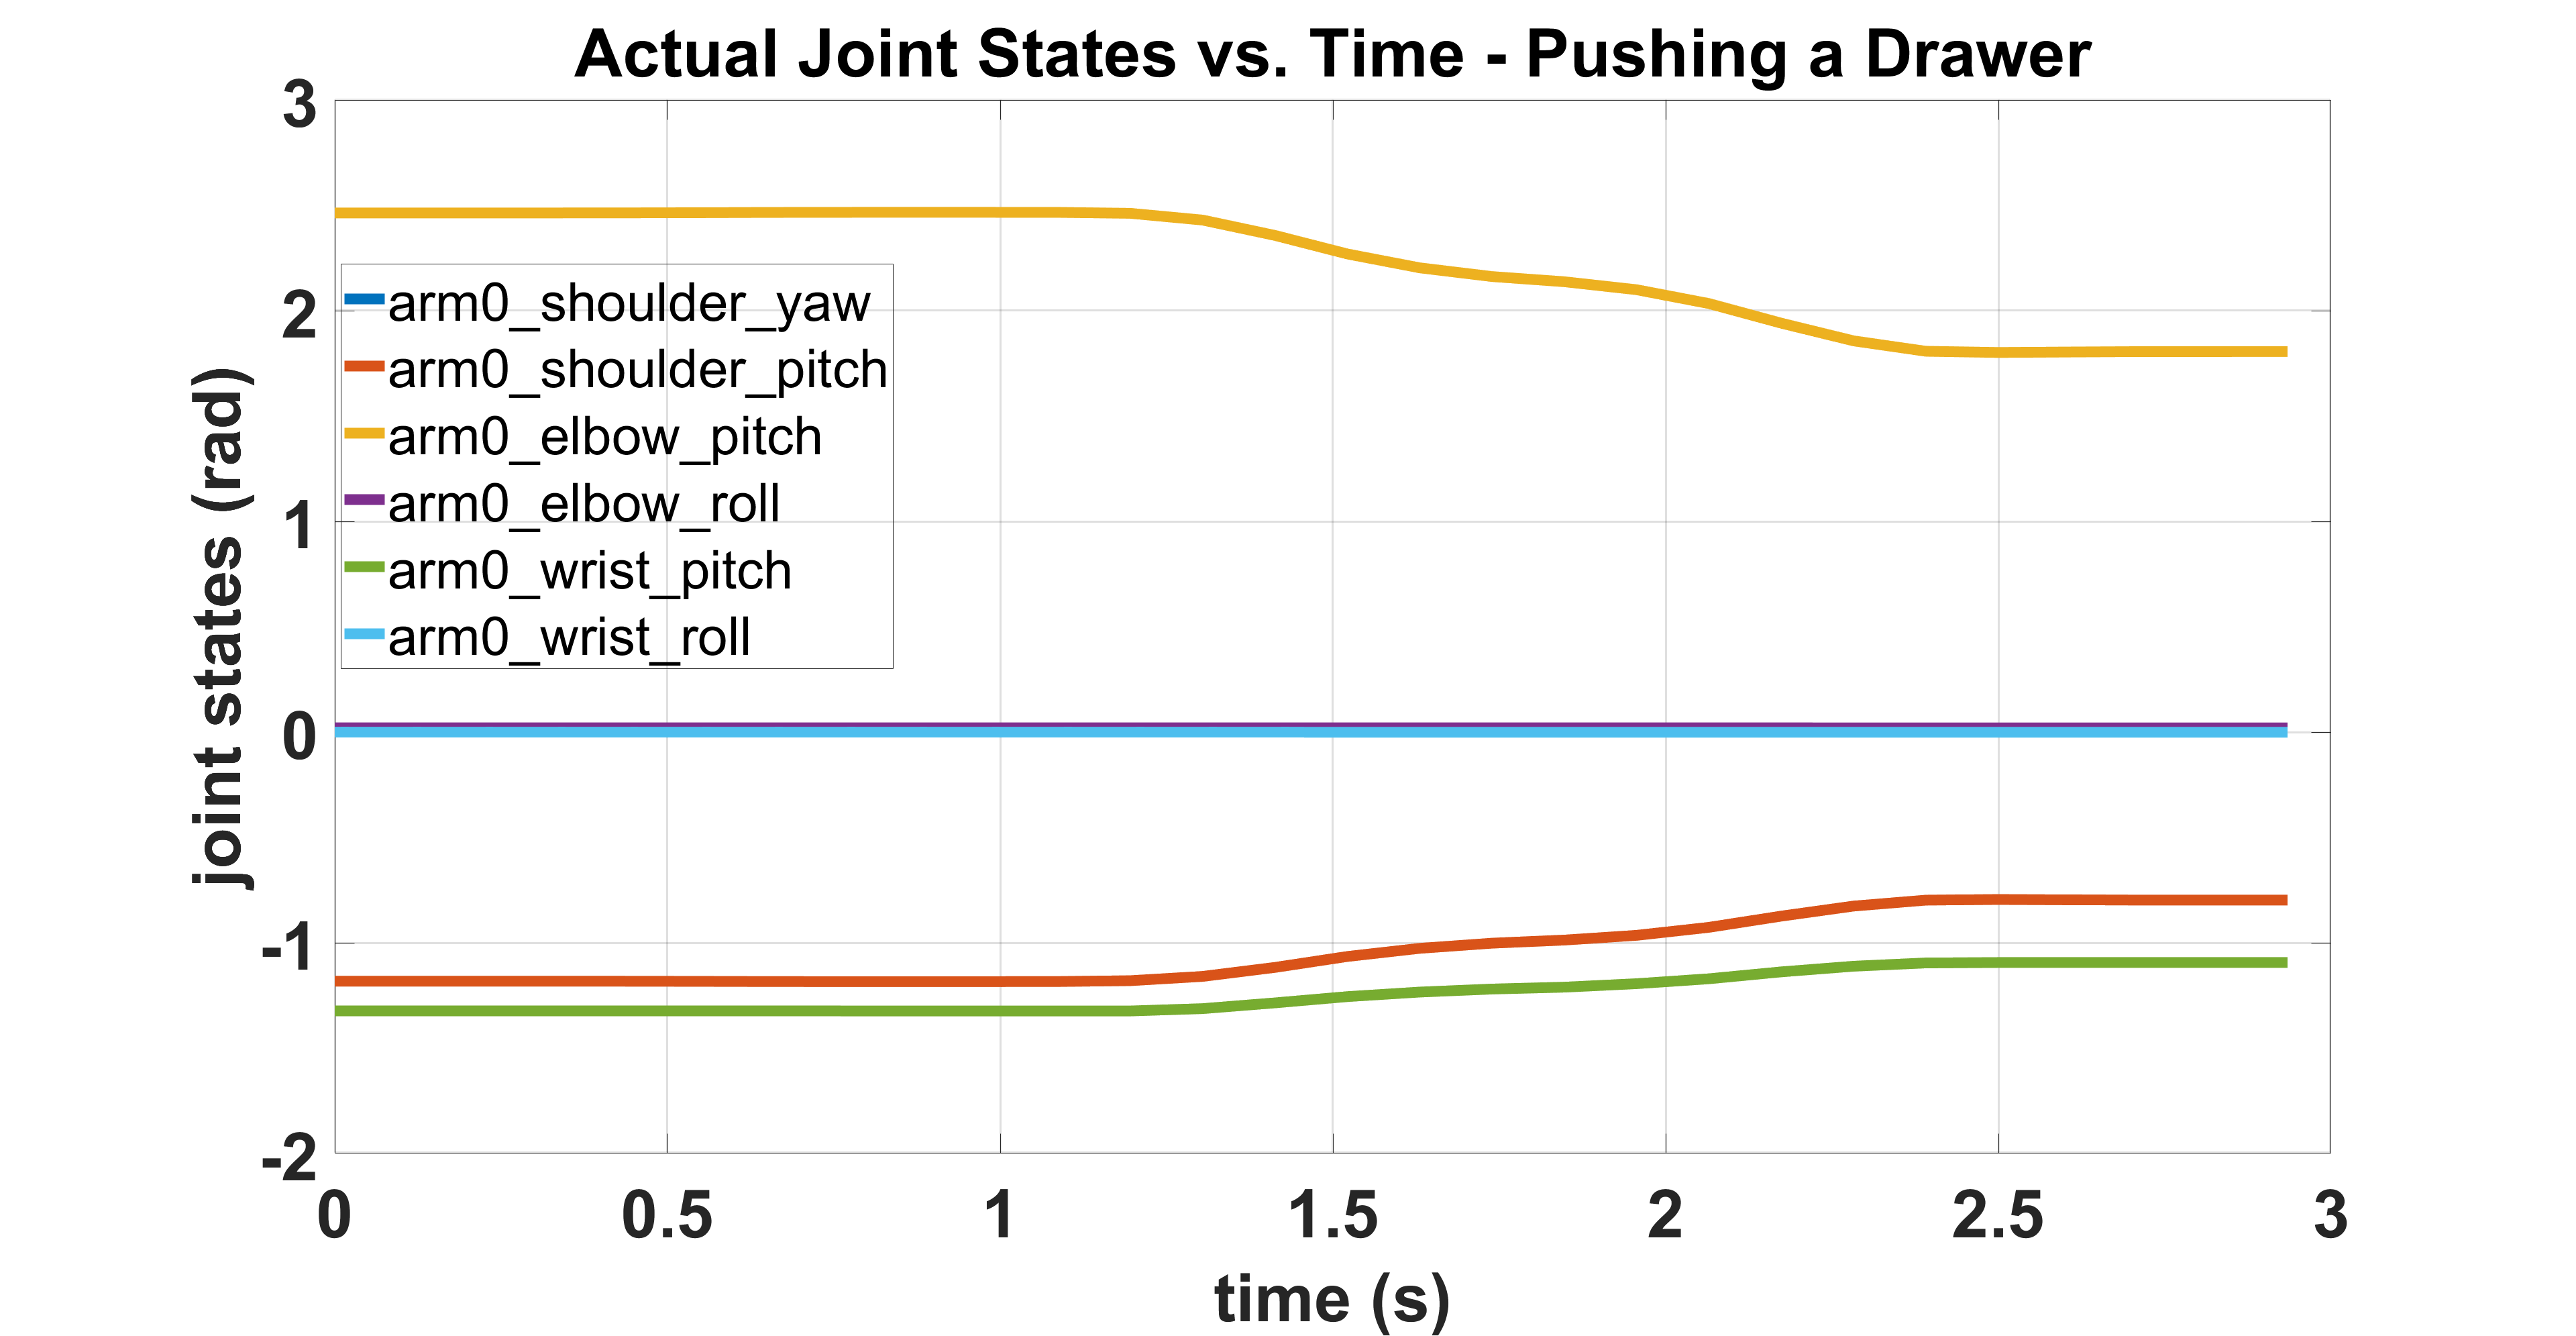 Actual Joint States vs. Time - Pushing a Drawer
3
2
1
0
-1
-2
joint states (rad)
arm0_shoulder_yaw
arm0_shoulder_pitch
arm0_elbow_pitch
arm0_elbow_roll
arm0_wrist_pitch
arm0_wrist_roll
0 0.5 1 1.5 2 2.5 3
time (s)